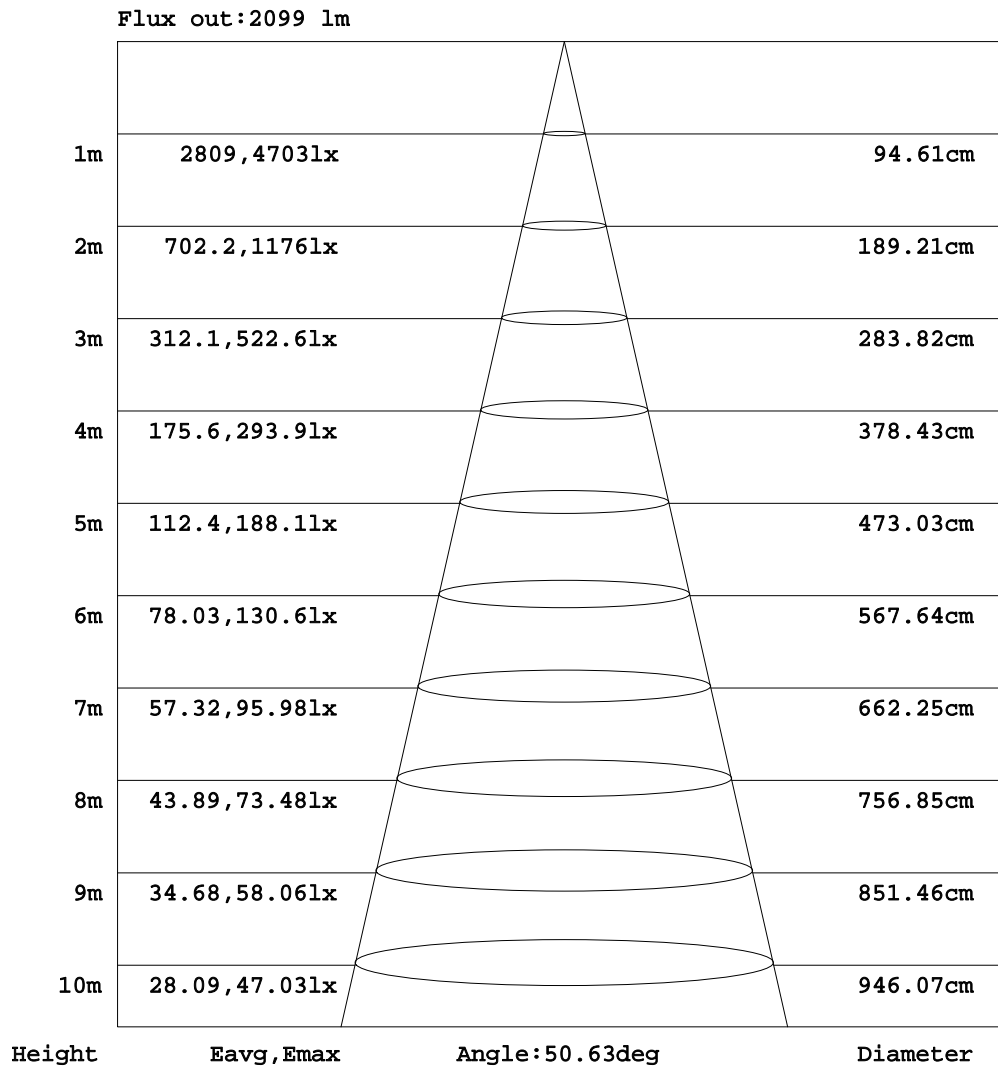 Flux out:2099 lm
1m 2809,4703lx 94.61cm
2m 702.2,1176lx 189.21cm
3m 312.1,522.6lx 283.82cm
4m 175.6,293.9lx 378.43cm
5m 112.4,188.1lx 473.03cm
6m 78.03,130.6lx 567.64cm
7m 57.32,95.98lx 662.25cm
8m 43.89,73.48lx 756.85cm
9m 34.68,58.06lx 851.46cm
10m 28.09,47.03lx 946.07cm
Height Eavg,Emax Angle:50.63deg Diameter